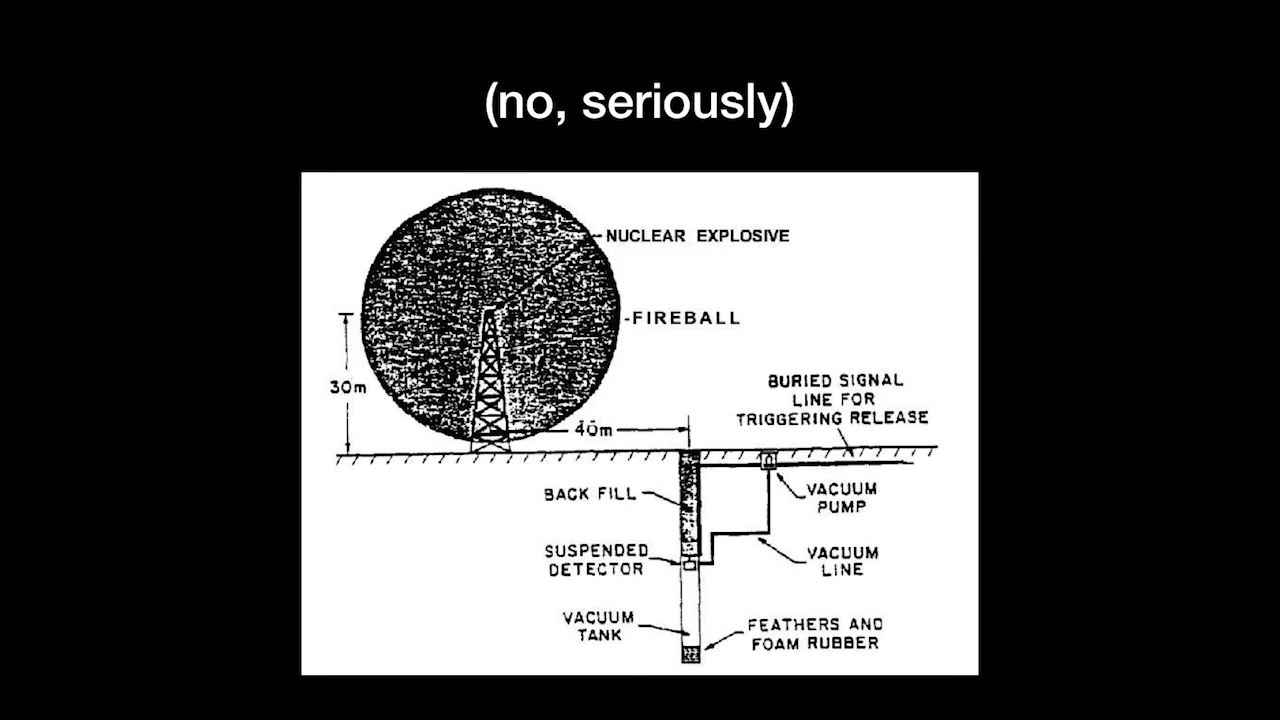 (no, seriously)
NUCLEAR EXPLOSIVE
-FIREBALL
30m
40m
BURIED SIGNAL
LINE FOR
TRIGGERING RELEASE
BACK FILL
VACUUM
PUMP
SUSPENDED
DETECTOR
VACUUM
LINE
VACUUM
TANK
FEATHERS AND
FOAM RUBBER